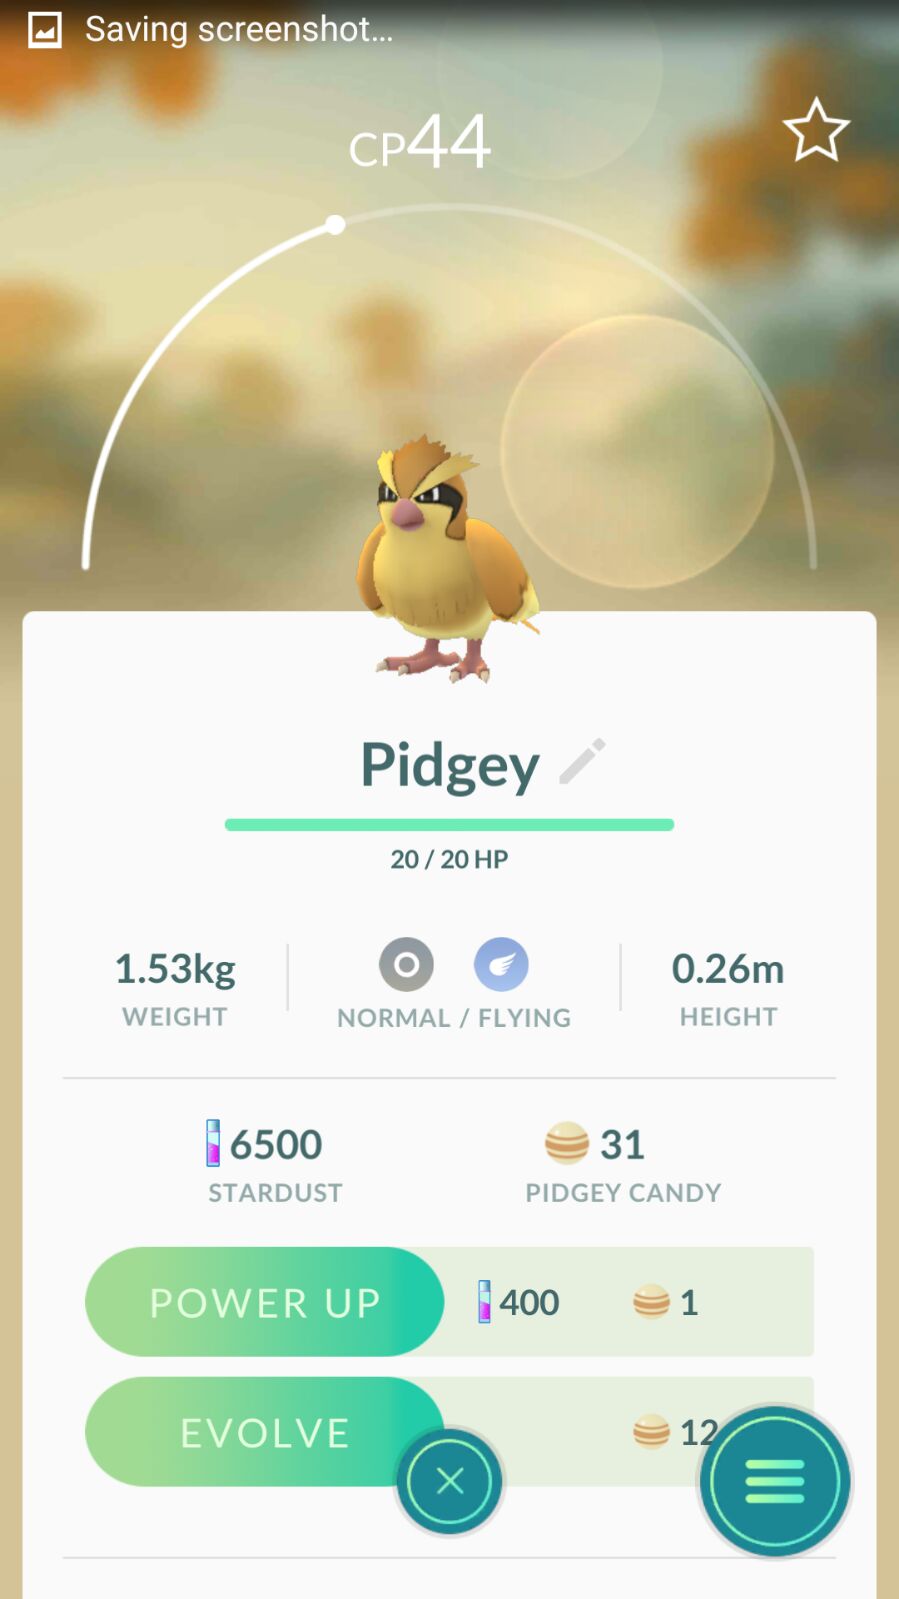 Saving screenshot...
CP44
Pidgey
20 / 20 HP
1.53kg
WEIGHT
NORMAL / FLYING
0.26m
HEIGHT
6500
STARDUST
31
PIDGEY CANDY
POWER UP
400
1
EVOLVE
12